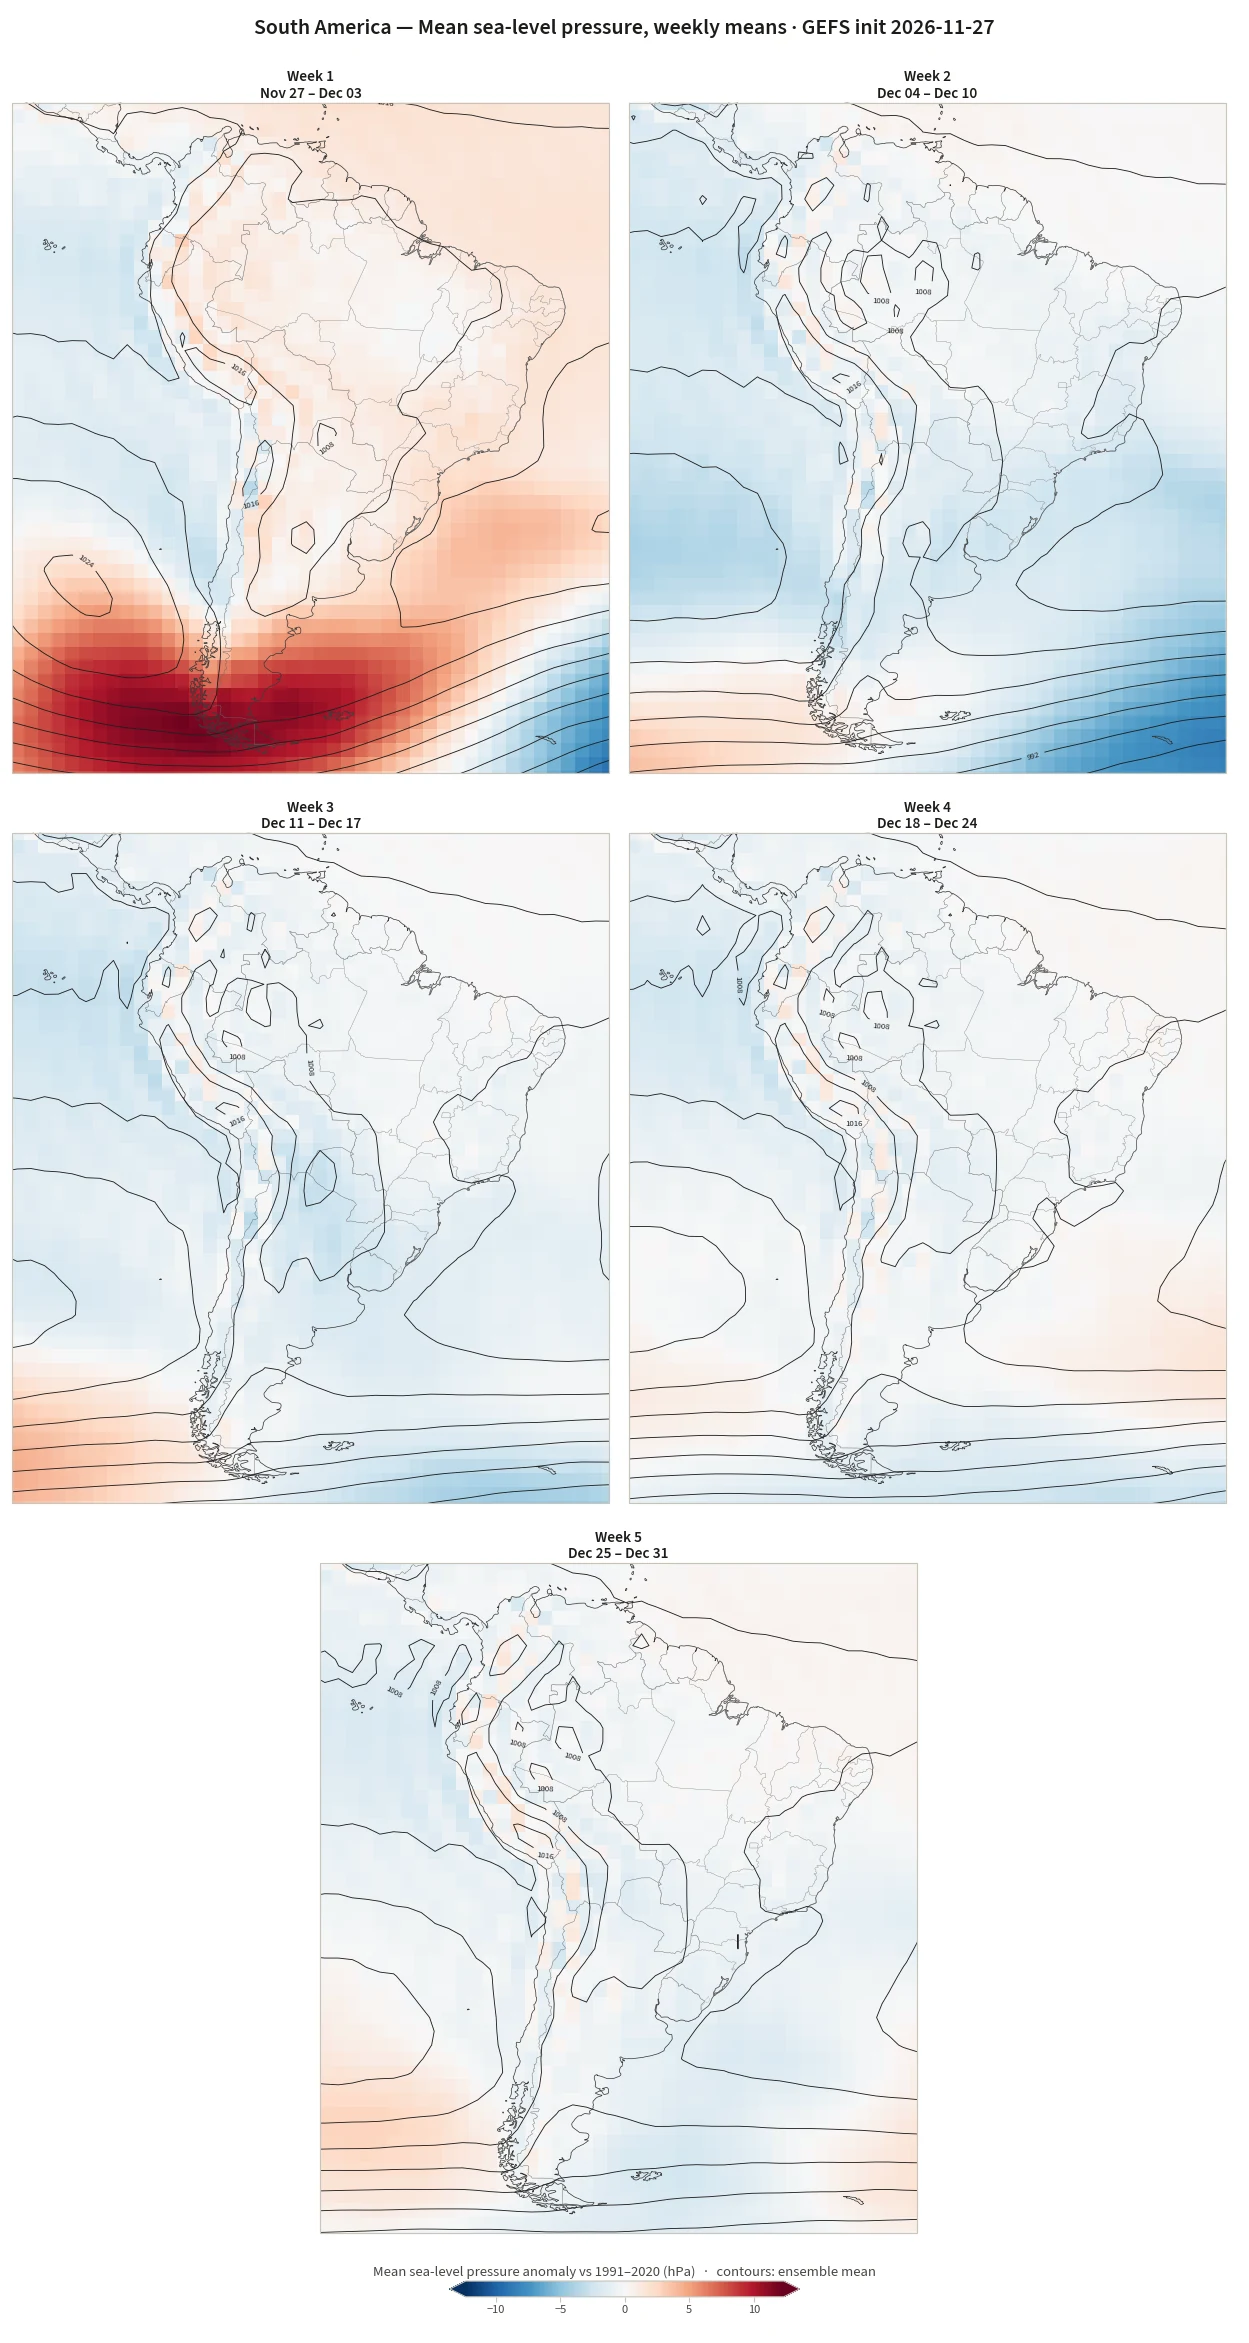 South America — Mean sea-level pressure, weekly means · GEFS init 2026-11-27
Week 1
Nov 27 – Dec 03
Week 2
Dec 04 – Dec 10
1016
1008
1016
1024
1008
1008
1008
1016
992
Week 3
Dec 11 – Dec 17
Week 4
Dec 18 – Dec 24
1008
1008
1016
1008
1008
1008
1008
1008
1016
Week 5
Dec 25 – Dec 31
1008
1008
1008
1008
1008
1008
1016
Mean sea-level pressure anomaly vs 1991–2020 (hPa) · contours: ensemble mean
−10 −5 0 5 10